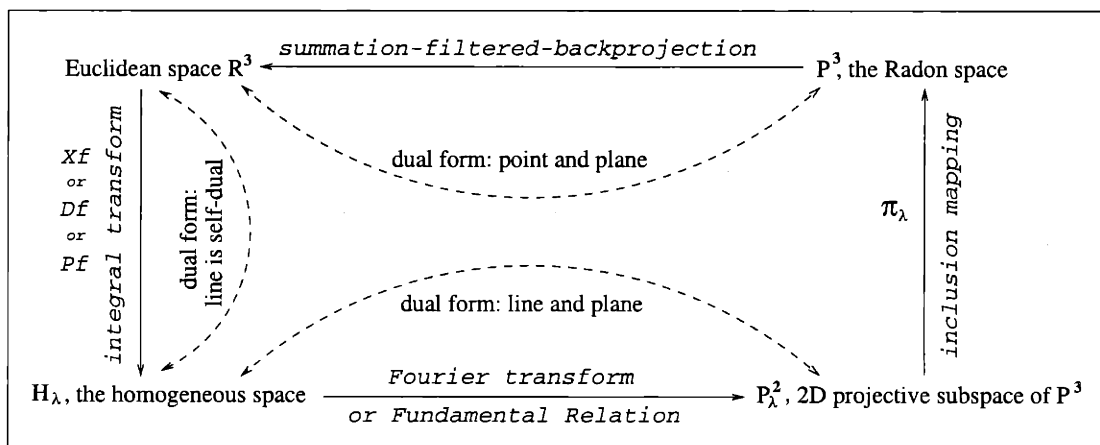 summation-filtered-backprojection
Euclidean space R³
P³, the Radon space
integral transform
Xf
or
Df
or
Pf
dual form:
line is self-dual
dual form: point and plane
π_λ
inclusion mapping
dual form: line and plane
H_λ, the homogeneous space
Fourier transform
or Fundamental Relation
P²_λ, 2D projective subspace of P³